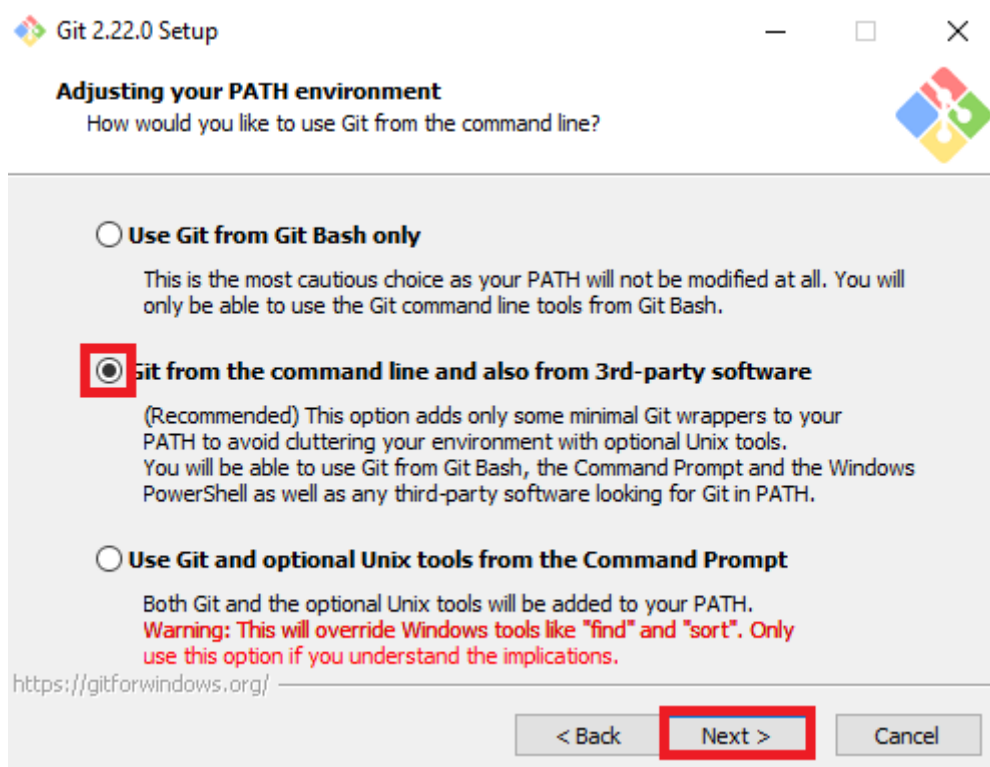 Git 2.22.0 Setup
Adjusting your PATH environment
How would you like to use Git from the command line?
Use Git from Git Bash only
This is the most cautious choice as your PATH will not be modified at all. You will
only be able to use the Git command line tools from Git Bash.
Git from the command line and also from 3rd-party software
(Recommended) This option adds only some minimal Git wrappers to your
PATH to avoid cluttering your environment with optional Unix tools.
You will be able to use Git from Git Bash, the Command Prompt and the Windows
PowerShell as well as any third-party software looking for Git in PATH.
Use Git and optional Unix tools from the Command Prompt
Both Git and the optional Unix tools will be added to your PATH.
Warning: This will override Windows tools like "find" and "sort". Only
use this option if you understand the implications.
https://gitforwindows.org/
< Back Next > Cancel